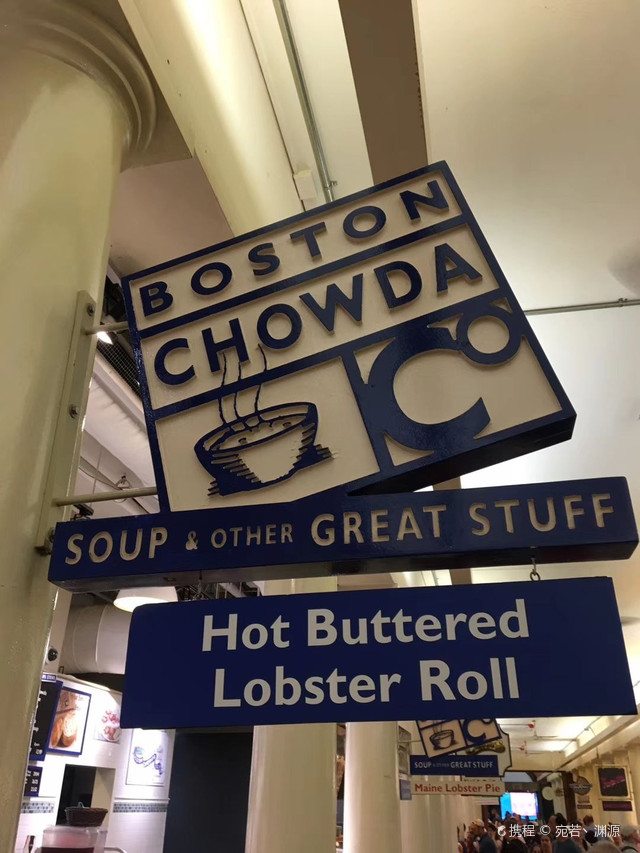 BOSTON
CHOWDA
Co
SOUP & OTHER GREAT STUFF
Hot Buttered
Lobster Roll
SOUP & OTHER GREAT STUFF
Maine Lobster Pie
携程 © 宛若丶渊源